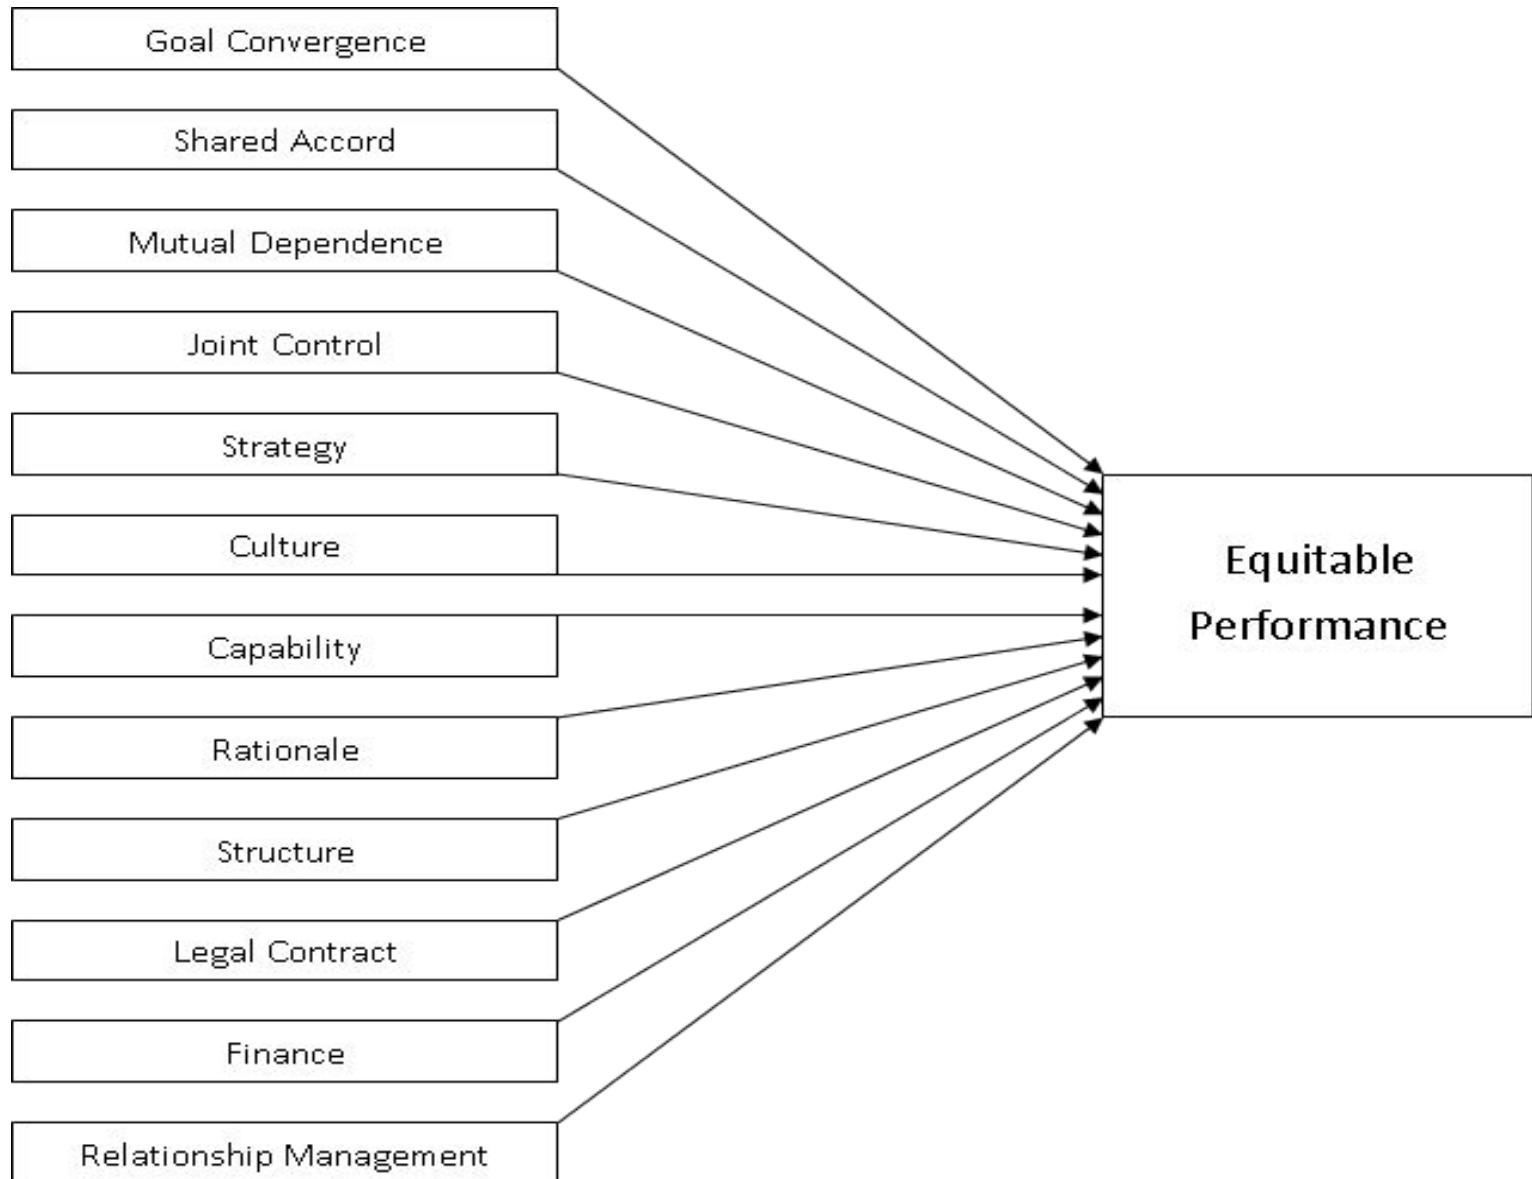 Goal Convergence
Shared Accord
Mutual Dependence
Joint Control
Strategy
Culture
Capability
Rationale
Structure
Legal Contract
Finance
Relationship Management
Equitable
Performance